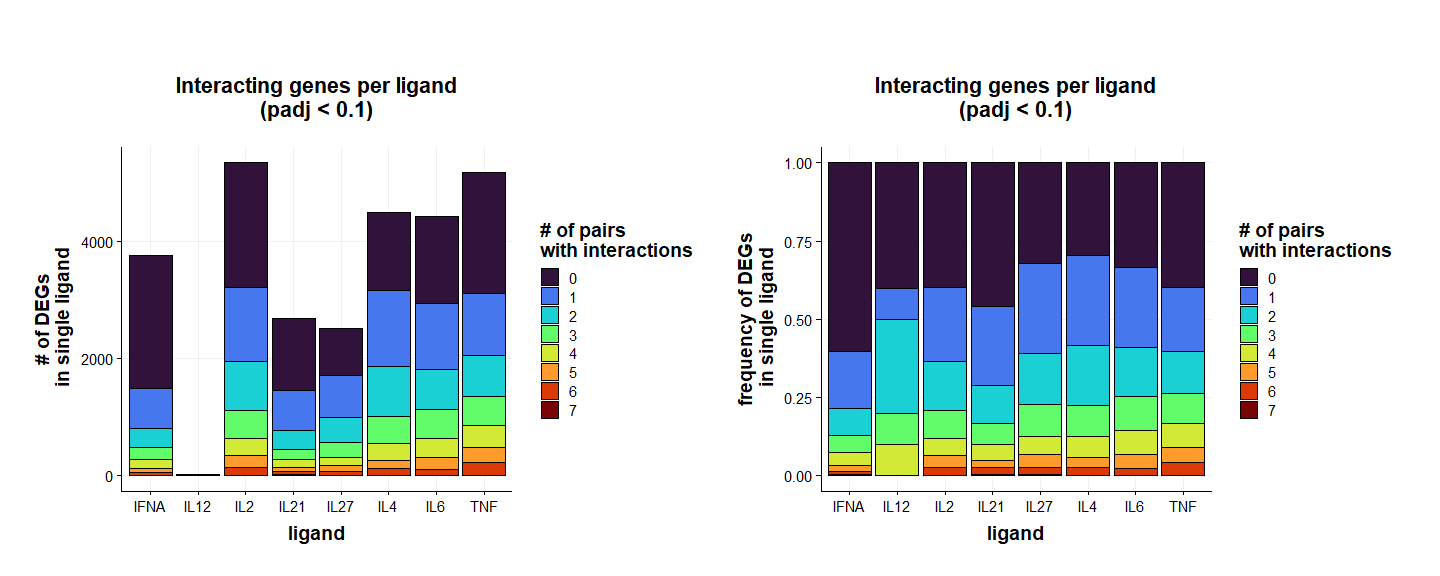 Interacting genes per ligand
(padj < 0.1)
# of DEGs
in single ligand
4000
2000
0
IFNA IL12 IL2 IL21 IL27 IL4 IL6 TNF
ligand
# of pairs
with interactions
0
1
2
3
4
5
6
7
Interacting genes per ligand
(padj < 0.1)
frequency of DEGs
in single ligand
1.00
0.75
0.50
0.25
0.00
IFNA IL12 IL2 IL21 IL27 IL4 IL6 TNF
ligand
# of pairs
with interactions
0
1
2
3
4
5
6
7